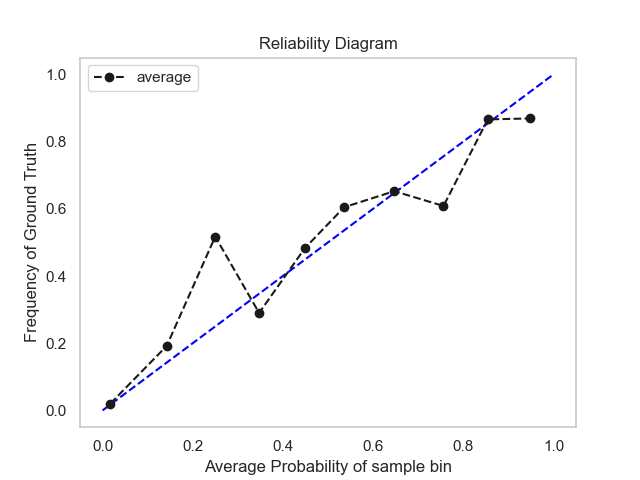 Reliability Diagram
average
Frequency of Ground Truth
1.0
0.8
0.6
0.4
0.2
0.0
0.0 0.2 0.4 0.6 0.8 1.0
Average Probability of sample bin